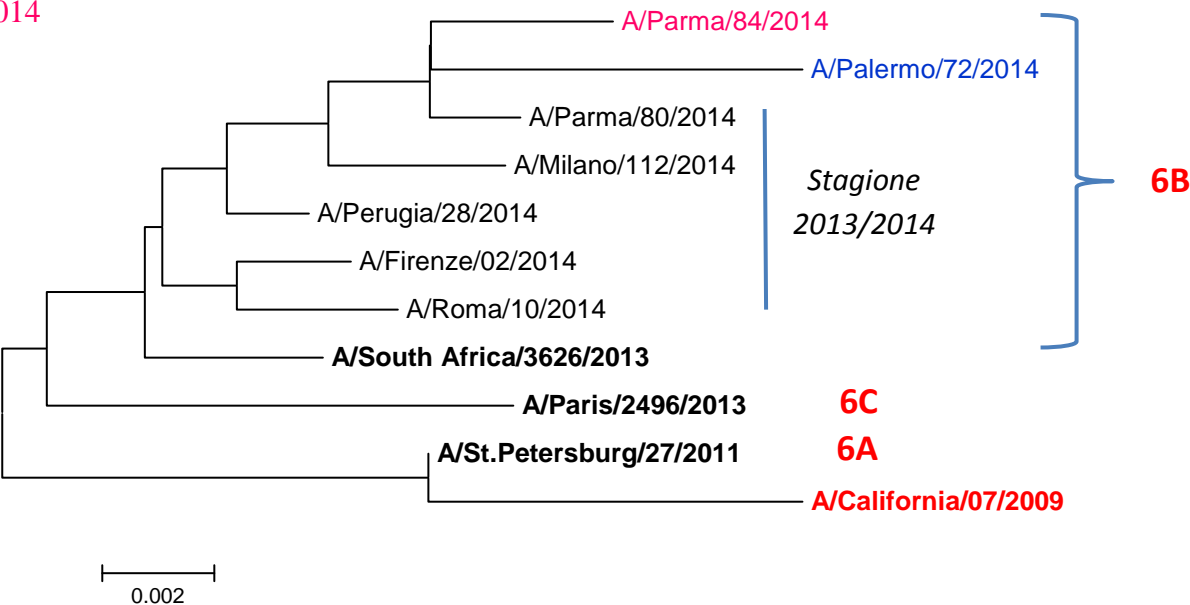 014
A/Parma/84/2014
A/Palermo/72/2014
A/Parma/80/2014
A/Milano/112/2014
Stagione
2013/2014
6B
A/Perugia/28/2014
A/Firenze/02/2014
A/Roma/10/2014
A/South Africa/3626/2013
A/Paris/2496/2013 6C
A/St.Petersburg/27/2011 6A
A/California/07/2009
0.002